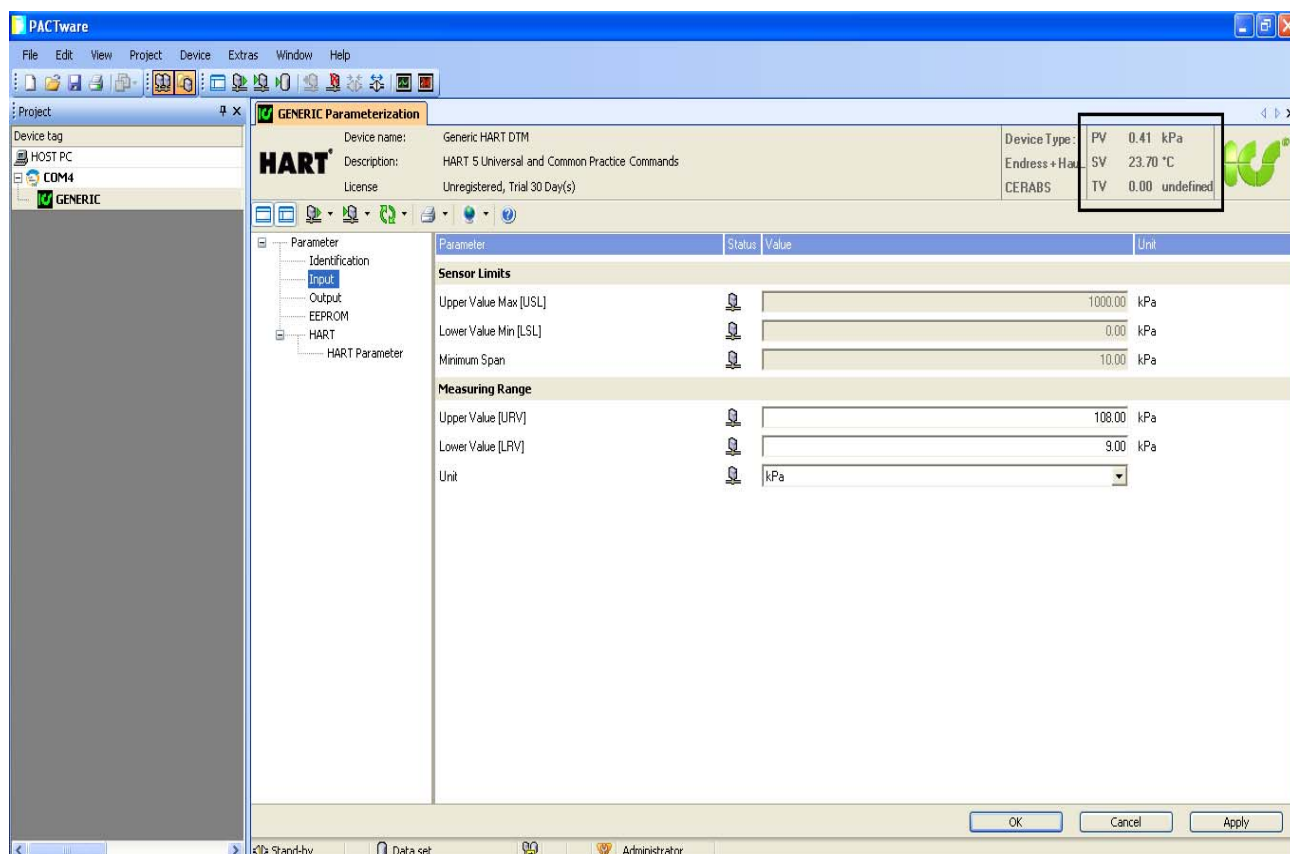 PACTware
File Edit View Project Device Extras Window Help
Project
GENERIC Parameterization
Device tag
HOST PC
COM4
GENERIC
HART®
Device name: Generic HART DTM
Description: HART 5 Universal and Common Practice Commands
License Unregistered, Trial 30 Day(s)
Device Type: PV 0.41 kPa
Endress+Hau SV 23.70 °C
CERABS TV 0.00 undefined
Parameter
Identification
Input
Output
EEPROM
HART
HART Parameter
Parameter Status Value Unit
Sensor Limits
Upper Value Max [USL] 1000.00 kPa
Lower Value Min [LSL] 0.00 kPa
Minimum Span 10.00 kPa
Measuring Range
Upper Value [URV] 108.00 kPa
Lower Value [LRV] 9.00 kPa
Unit kPa
OK Cancel Apply
Stand-by Data set Administrator